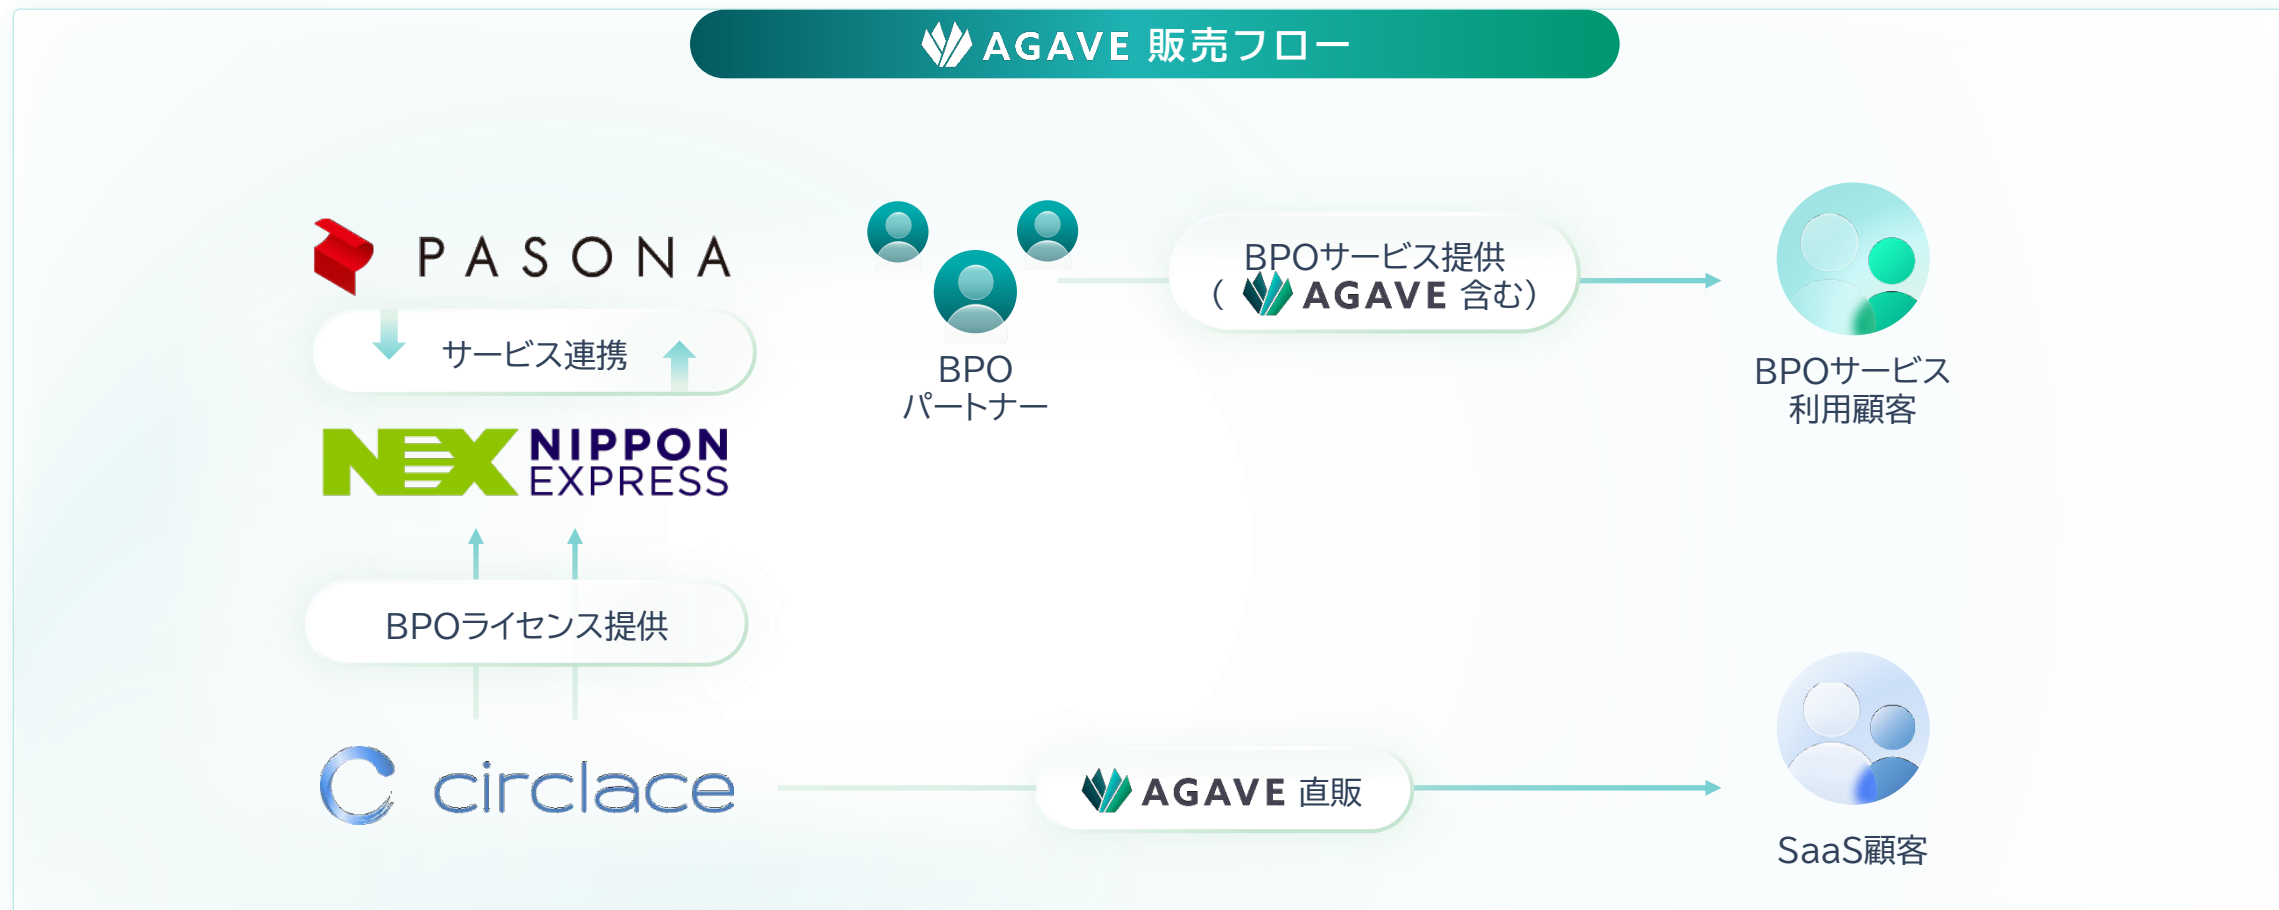 AGAVE 販売フロー
PASONA
サービス連携
NEX NIPPON
EXPRESS
BPOライセンス提供
circlace
BPO
パートナー
BPOサービス提供
( AGAVE 含む)
BPOサービス
利用顧客
AGAVE 直販
SaaS顧客